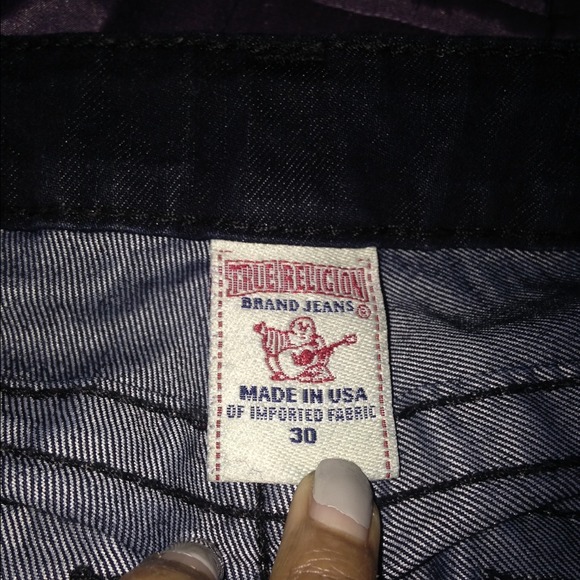 TRUE RELIGION
BRAND JEANS ©
MADE IN USA
OF IMPORTED FABRIC
30